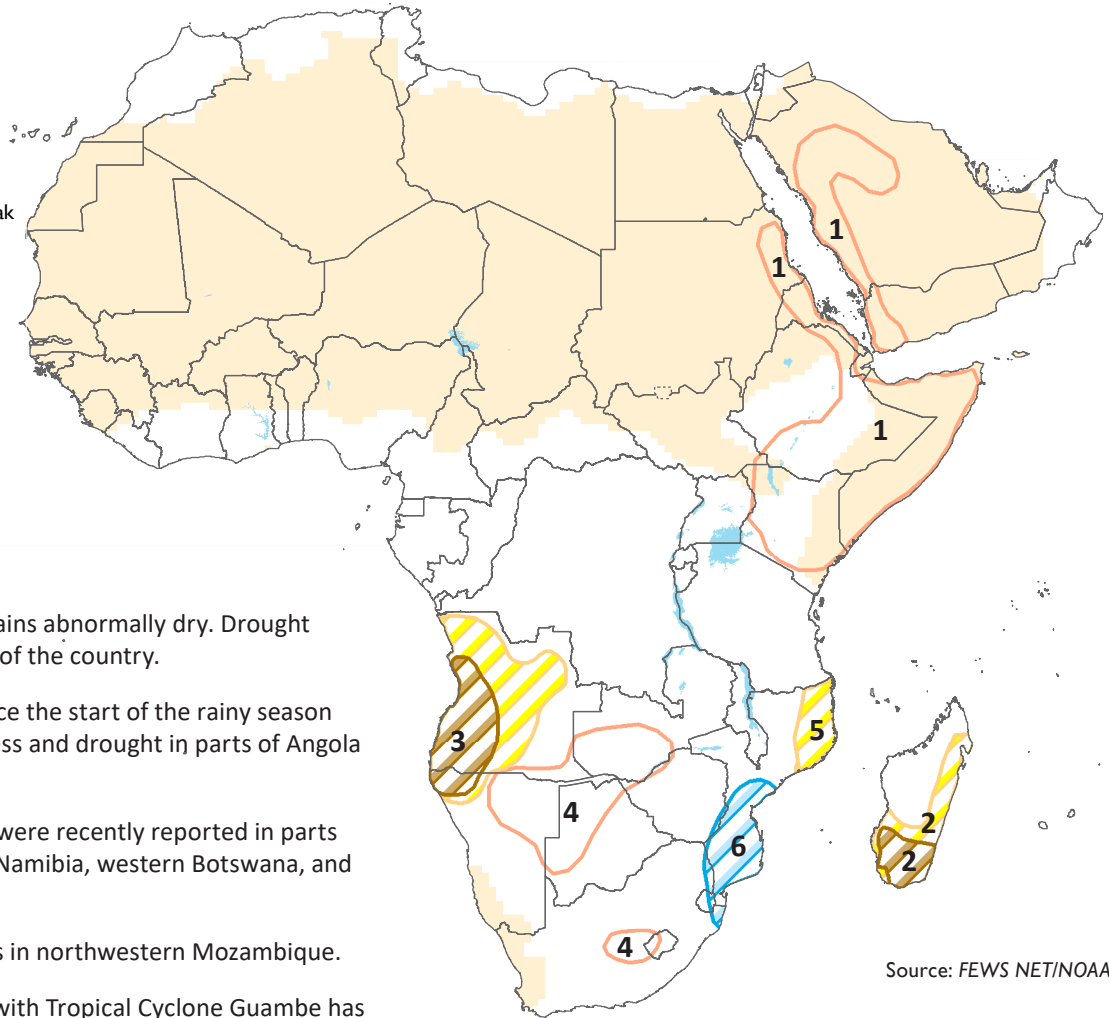 ak
1
1
1
ains abnormally dry. Drought
of the country.
ce the start of the rainy season
ess and drought in parts of Angola
were recently reported in parts
Namibia, western Botswana, and
s in northwestern Mozambique.
with Tropical Cyclone Guambe has
3
5
4
2
6
2
4
Source: FEWS NET/NOAA